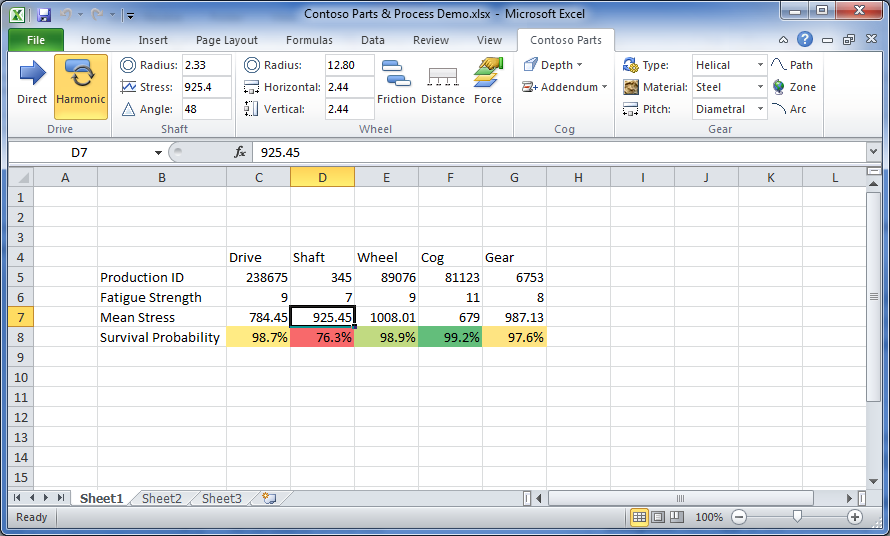 Contoso Parts & Process Demo.xlsx - Microsoft Excel
File Home Insert Page Layout Formulas Data Review View Contoso Parts
Radius: 2.33 Radius: 12.80 Depth Type: Helical Path
Direct Harmonic Stress: 925.4 Horizontal: 2.44 Friction Distance Force Addendum Material: Steel Zone
Angle: 48 Vertical: 2.44 Pitch: Diametral Arc
Drive Shaft Wheel Cog Gear
D7 fx 925.45
A B C D E F G H I J K L
1
2
3
4 Drive Shaft Wheel Cog Gear
5 Production ID 238675 345 89076 81123 6753
6 Fatigue Strength 9 7 9 11 8
7 Mean Stress 784.45 925.45 1008.01 679 987.13
8 Survival Probability 98.7% 76.3% 98.9% 99.2% 97.6%
9
10
11
12
13
14
15
Sheet1 Sheet2 Sheet3
Ready 100%